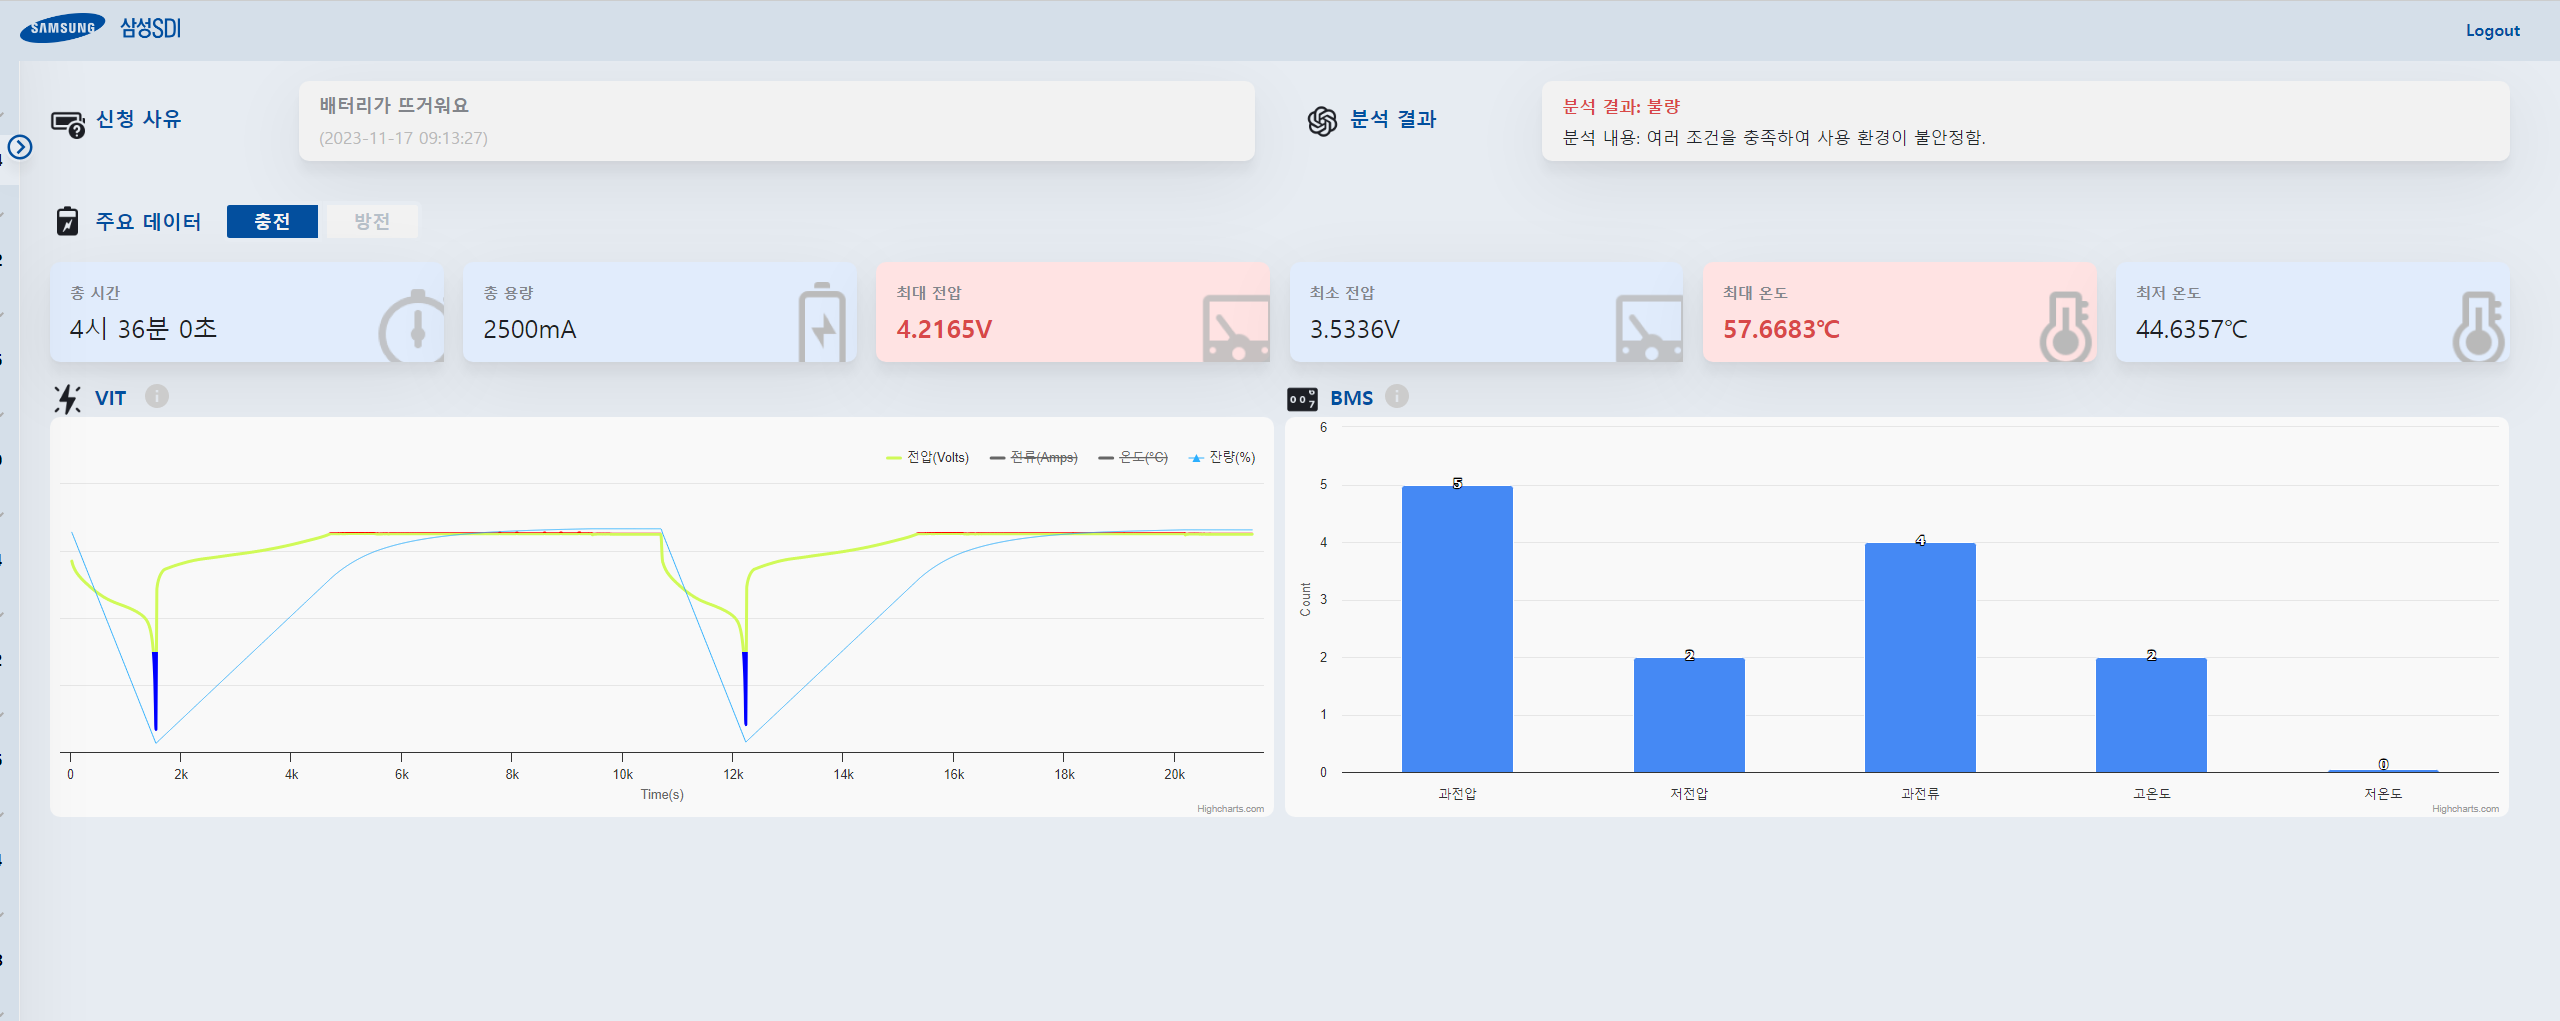 SAMSUNG 삼성SDI
Logout
신청 사유
배터리가 뜨거워요
(2023-11-17 09:13:27)
분석 결과
분석 결과: 불량
분석 내용: 여러 조건을 충족하여 사용 환경이 불안정함.
주요 데이터
충전
방전
총 시간
4시 36분 0초
총 용량
2500mA
최대 전압
4.2165V
최소 전압
3.5336V
최대 온도
57.6683℃
최저 온도
44.6357℃
VIT
전압(Volts) 전류(Amps) 온도(°C) 잔량(%)
0 2k 4k 6k 8k 10k 12k 14k 16k 18k 20k
Time(s)
Highcharts.com
007
BMS
6
5
4
3
2
1
0
Count
5
2
4
2
0
과전압 저전압 과전류 고온도 저온도
Highcharts.com